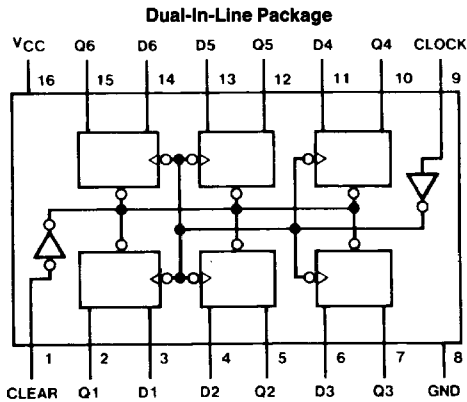 Dual-In-Line Package
VCC Q6 D6 D5 Q5 D4 Q4 CLOCK
16 15 14 13 12 11 10 9
1 2 3 4 5 6 7 8
CLEAR Q1 D1 D2 Q2 D3 Q3 GND